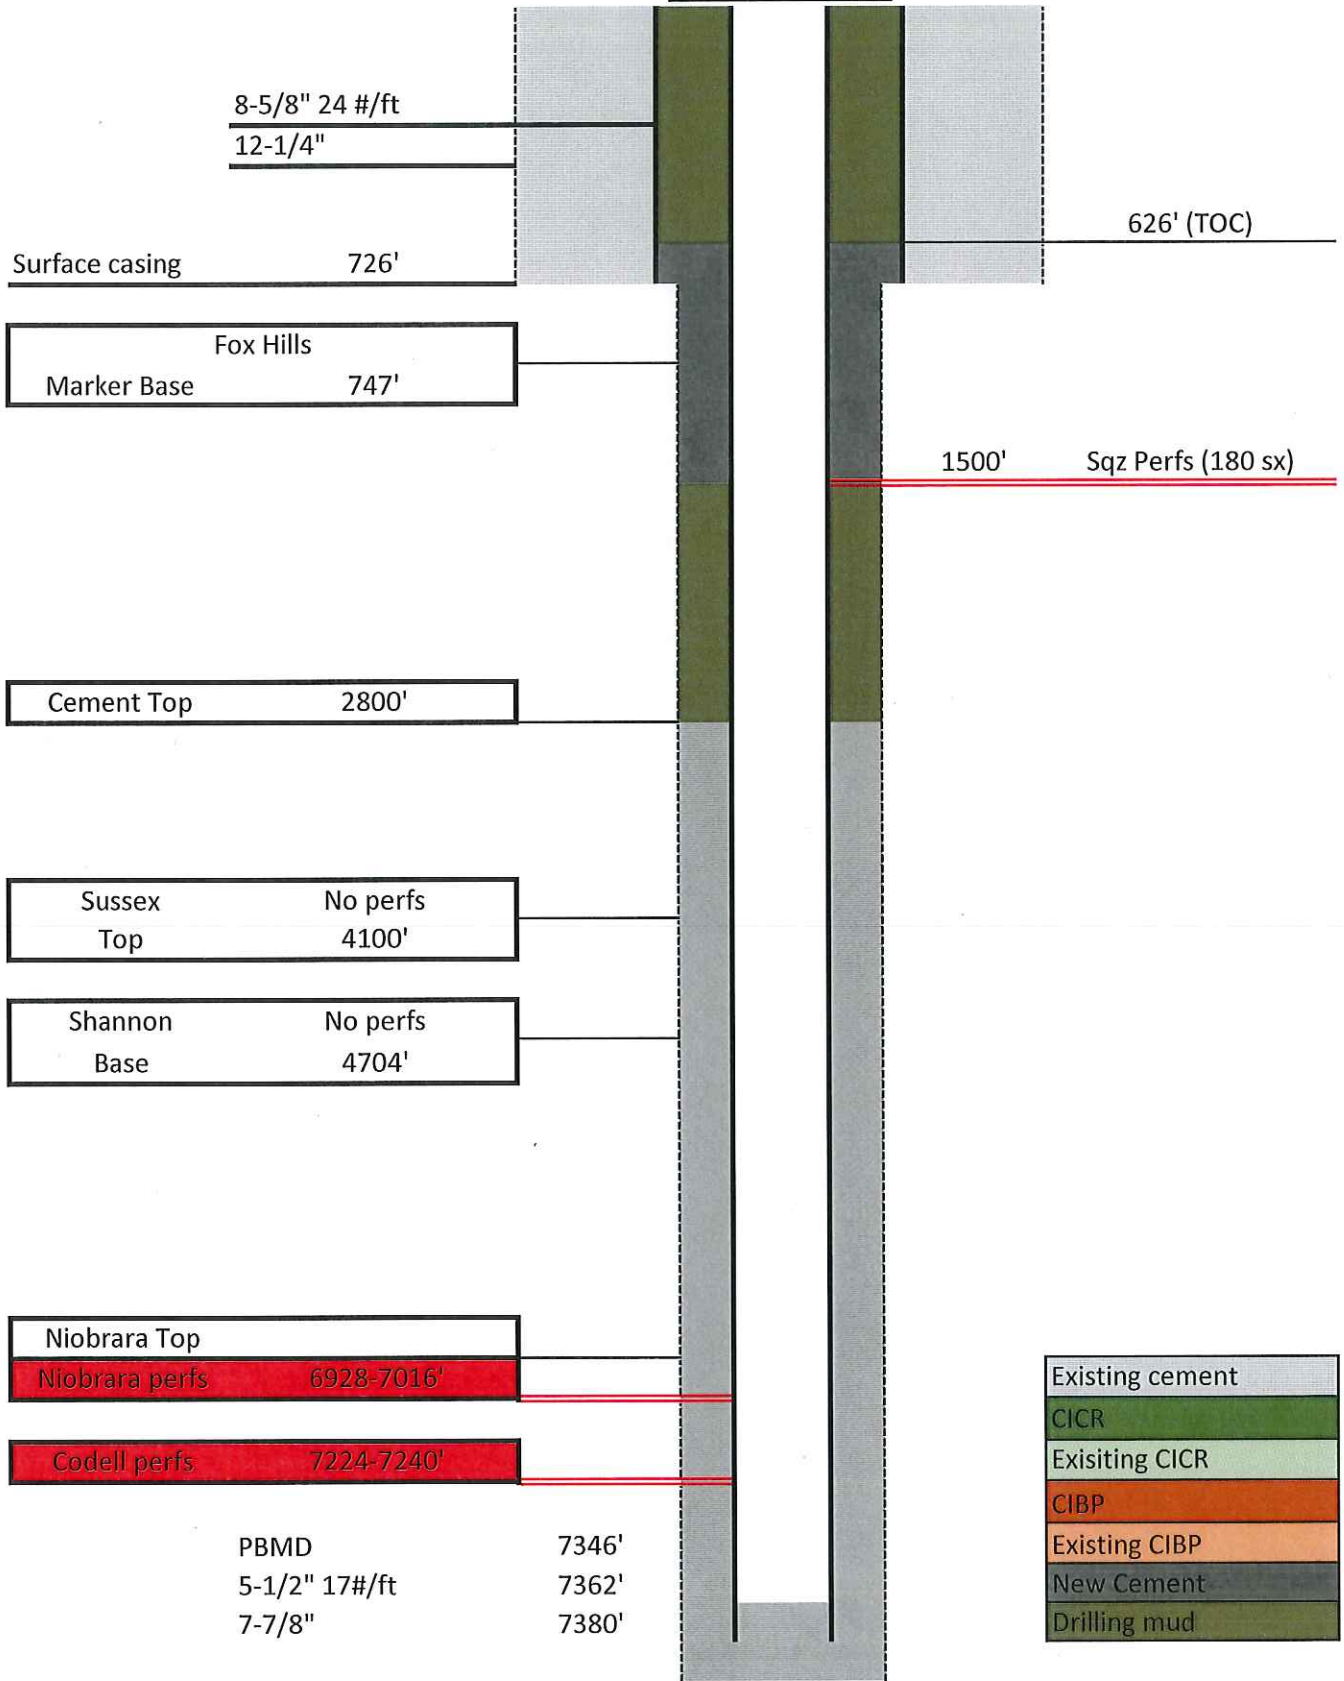 8-5/8" 24 #/ft
12-1/4"
626' (TOC)
Surface casing 726'
Fox Hills
Marker Base 747'
1500' Sqz Perfs (180 sx)
Cement Top 2800'
Sussex No perfs
Top 4100'
Shannon No perfs
Base 4704'
Niobrara Top
Niobrara perfs 6928-7016'
Codell perfs 7224-7240'
PBMD 7346'
5-1/2" 17#/ft 7362'
7-7/8" 7380'
Existing cement
CICR
Exisiting CICR
CIBP
Existing CIBP
New Cement
Drilling mud